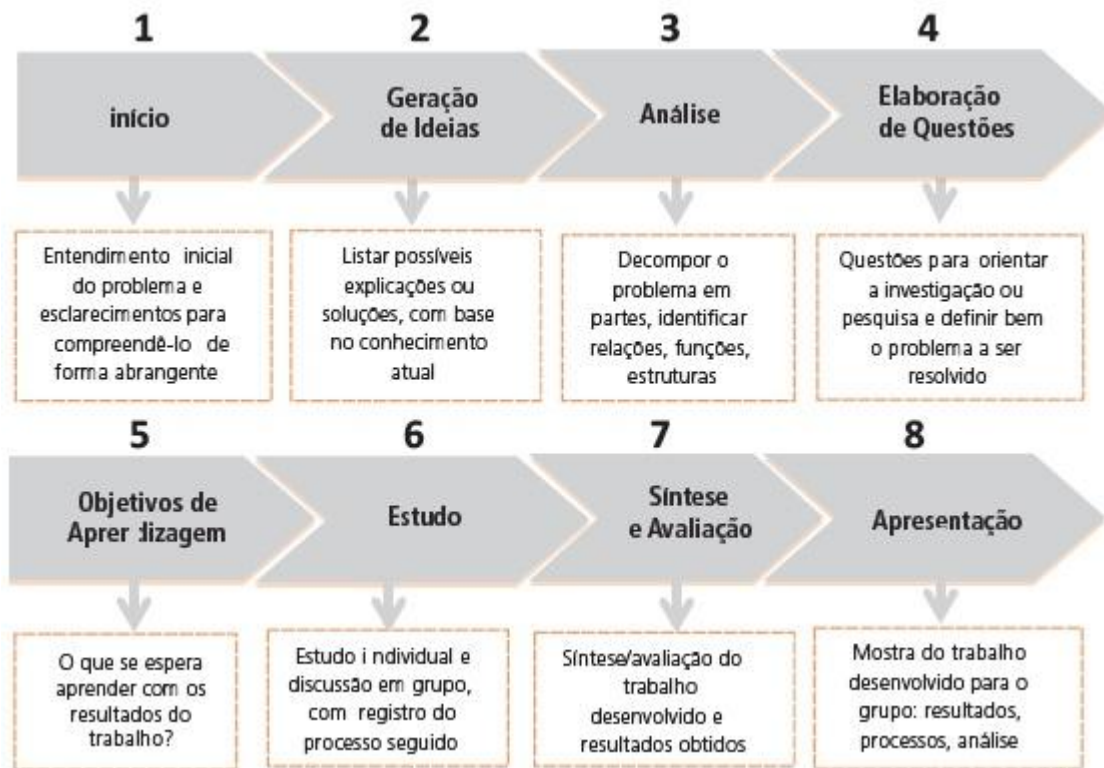 1
2
3
4
início
Geração
de Ideias
Análise
Elaboração
de Questões
Entendimento inicial
do problema e
esclarecimentos para
compreendê-lo de
forma abrangente
Listar possíveis
explicações ou
soluções, com base
no conhecimento
atual
Decompor o
problema em
partes, identificar
relações, funções,
estruturas
Questões para orientar
a investigação ou
pesquisa e definir bem
o problema a ser
resolvido
5
6
7
8
Objetivos de
Aprendizagem
Estudo
Síntese
e Avaliação
Apresentação
O que se espera
aprender com os
resultados do
trabalho?
Estudo individual e
discussão em grupo,
com registro do
processo seguido
Síntese/avaliação do
trabalho
desenvolvido e
resultados obtidos
Mostra do trabalho
desenvolvido para o
grupo: resultados,
processos, análise